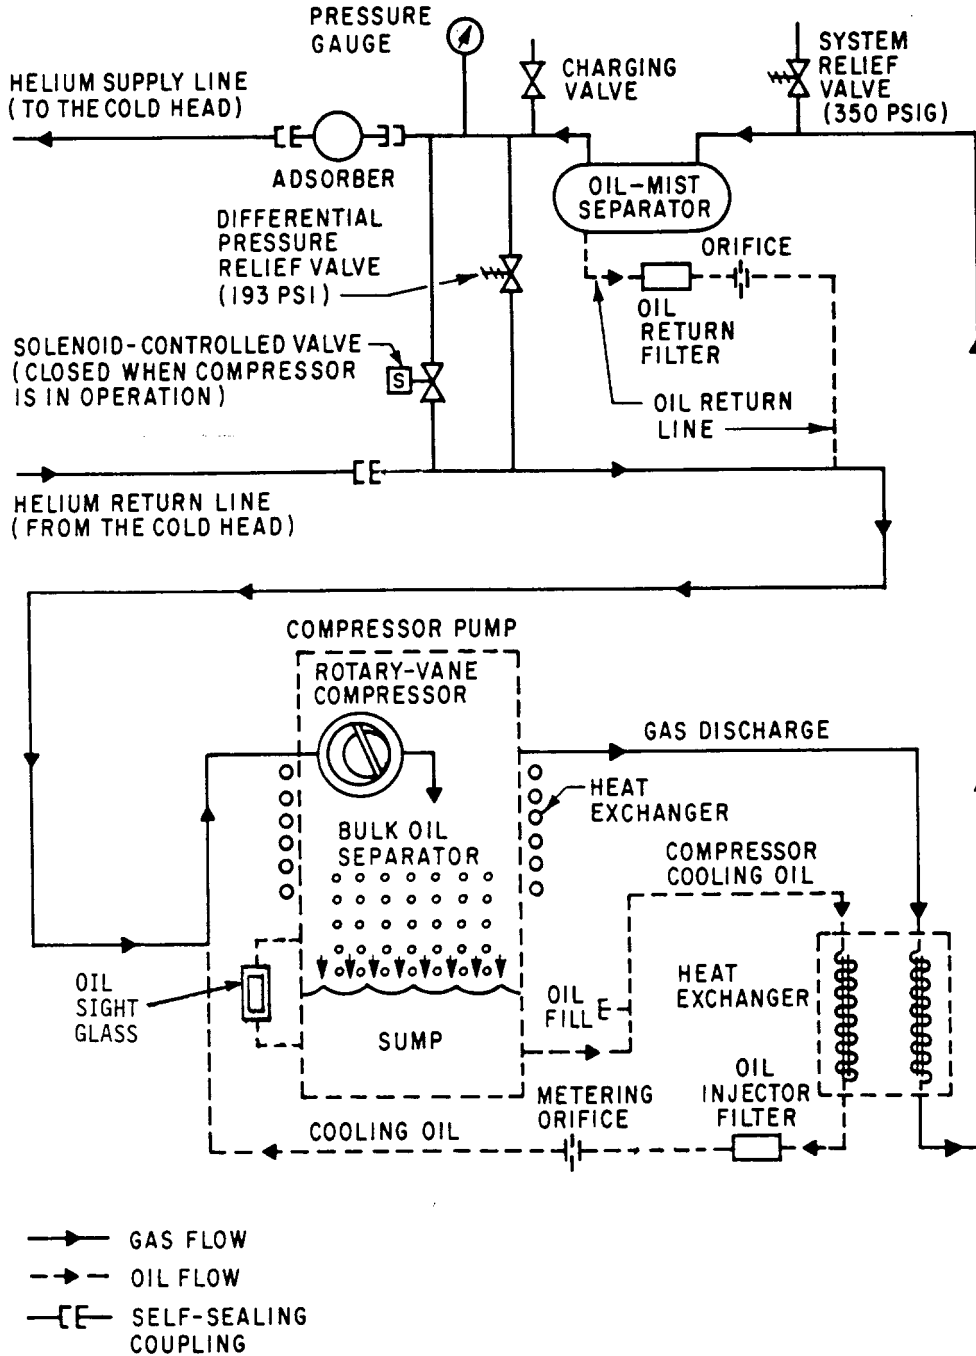 PRESSURE
GAUGE
HELIUM SUPPLY LINE
(TO THE COLD HEAD)
CHARGING
VALVE
SYSTEM
RELIEF
VALVE
(350 PSIG)
ADSORBER
OIL-MIST
SEPARATOR
DIFFERENTIAL
PRESSURE
RELIEF VALVE
(193 PSI)
ORIFICE
OIL
RETURN
FILTER
SOLENOID-CONTROLLED VALVE
(CLOSED WHEN COMPRESSOR
IS IN OPERATION)
S
OIL RETURN
LINE
HELIUM RETURN LINE
(FROM THE COLD HEAD)
COMPRESSOR PUMP
ROTARY-VANE
COMPRESSOR
GAS DISCHARGE
HEAT
EXCHANGER
BULK OIL
SEPARATOR
COMPRESSOR
COOLING OIL
OIL
SIGHT
GLASS
OIL
FILL
HEAT
EXCHANGER
SUMP
OIL
INJECTOR
FILTER
METERING
ORIFICE
COOLING OIL
GAS FLOW
OIL FLOW
SELF-SEALING
COUPLING